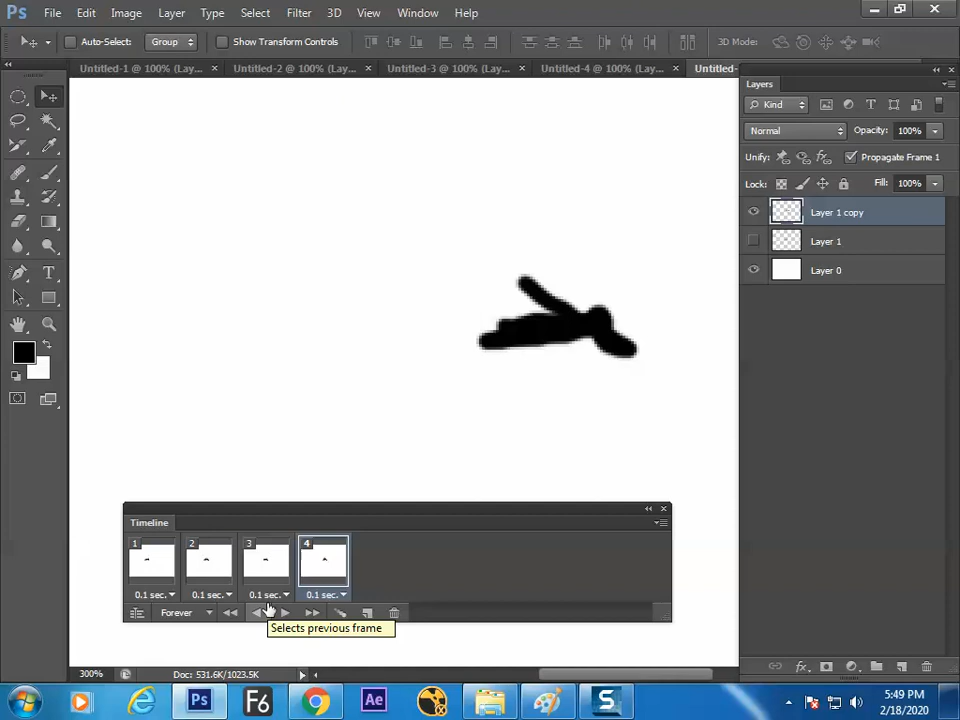 Ps File Edit Image Layer Type Select Filter 3D View Window Help
Auto-Select: Group Show Transform Controls 3D Mode:
Untitled-1 @ 100% (Lay... × Untitled-2 @ 100% (Lay... × Untitled-3 @ 100% (Lay... × Untitled-4 @ 100% (Lay... × Untitled-
Layers
Kind
Normal Opacity: 100%
Unify: Propagate Frame 1
Lock: Fill: 100%
Layer 1 copy
Layer 1
Layer 0
Timeline
1 2 3 4
0.1 sec. 0.1 sec. 0.1 sec. 0.1 sec.
Forever
Selects previous frame
300% Doc: 531.6K/1023.5K
Ps F6 Ae S
5:49 PM
2/18/2020